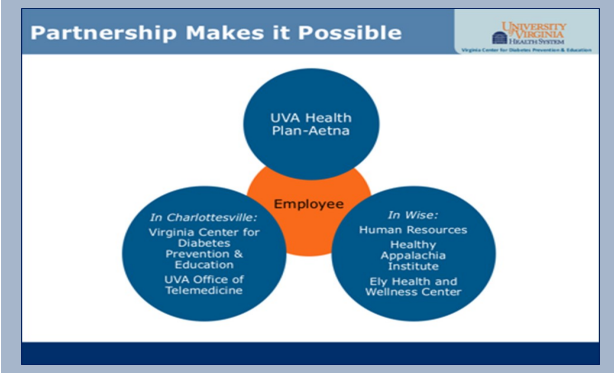 Partnership Makes it Possible
UNIVERSITY
of VIRGINIA
HEALTH SYSTEM
Virginia Center for Diabetes Prevention & Education
UVA Health
Plan-Aetna
Employee
In Charlottesville:
Virginia Center for
Diabetes
Prevention &
Education
UVA Office of
Telemedicine
In Wise:
Human Resources
Healthy
Appalachia
Institute
Ely Health and
Wellness Center